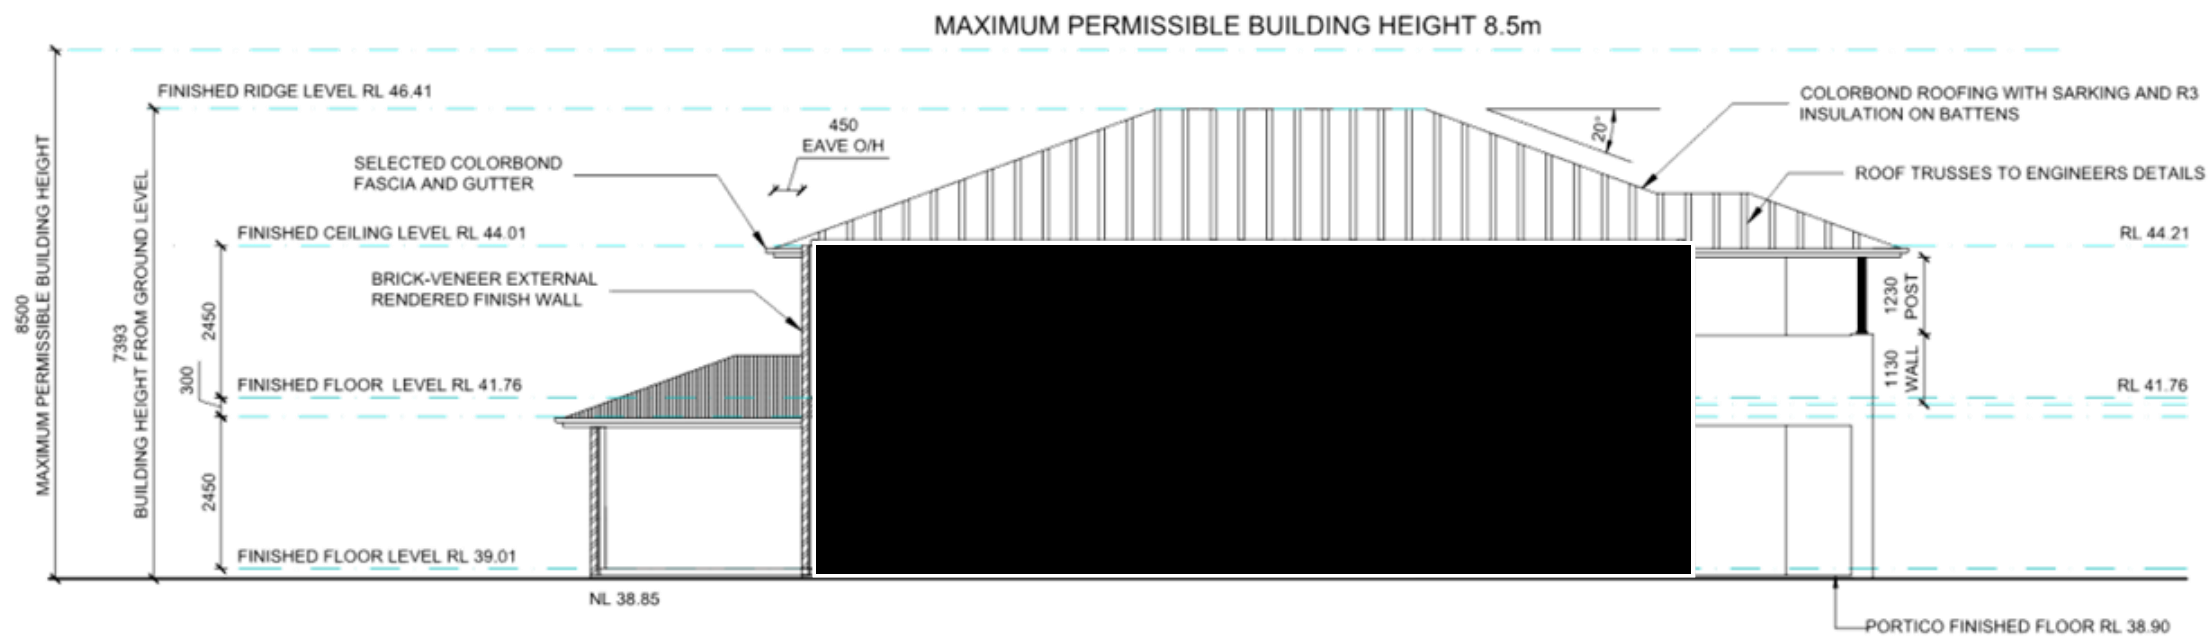 MAXIMUM PERMISSIBLE BUILDING HEIGHT 8.5m
FINISHED RIDGE LEVEL RL 46.41
COLORBOND ROOFING WITH SARKING AND R3
INSULATION ON BATTENS
450
EAVE O/H
20°
SELECTED COLORBOND
FASCIA AND GUTTER
ROOF TRUSSES TO ENGINEERS DETAILS
FINISHED CEILING LEVEL RL 44.01
RL 44.21
BRICK-VENEER EXTERNAL
RENDERED FINISH WALL
8500
MAXIMUM PERMISSIBLE BUILDING HEIGHT
7393
BUILDING HEIGHT FROM GROUND LEVEL
2450
300
2450
1230
POST
1130
WALL
FINISHED FLOOR LEVEL RL 41.76
RL 41.76
FINISHED FLOOR LEVEL RL 39.01
NL 38.85
PORTICO FINISHED FLOOR RL 38.90